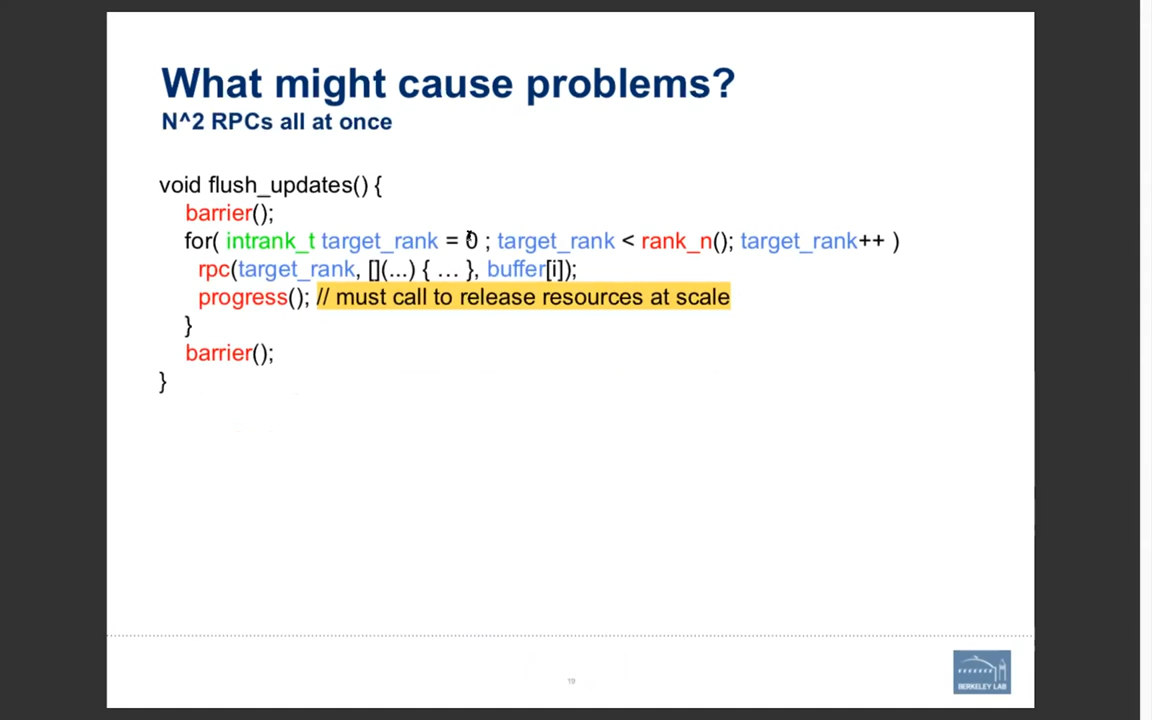 What might cause problems?
N^2 RPCs all at once
void flush_updates() {
barrier();
for( intrank_t target_rank = 0 ; target_rank < rank_n(); target_rank++ )
rpc(target_rank, [](...) { … }, buffer[i]);
progress(); // must call to release resources at scale
}
barrier();
}
19
BERKELEY LAB